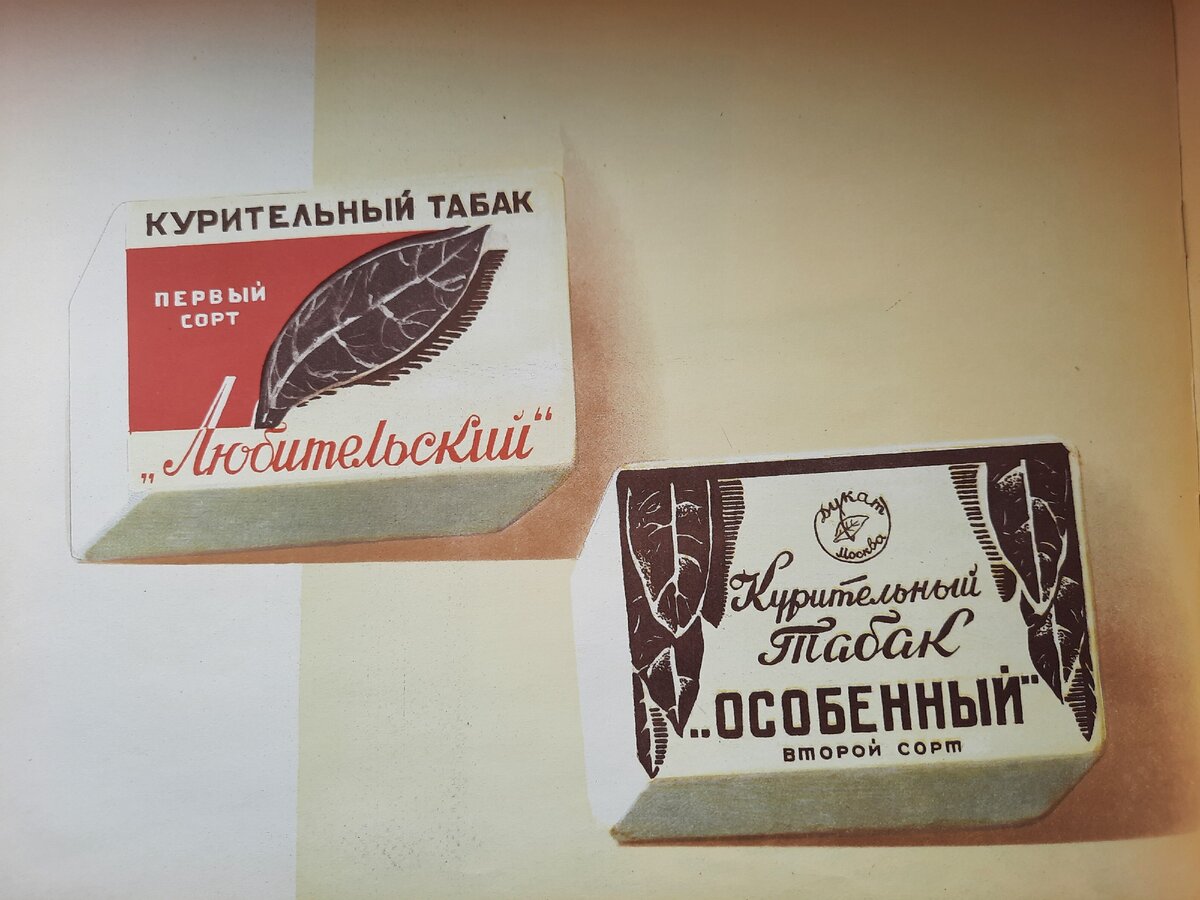 КУРИТЕЛЬНЫЙ ТАБАК
ПЕРВЫЙ
СОРТ
„Любительский“
Дукат
Москва
Курительный
Табак
„ОСОБЕННЫЙ“
ВТОРОЙ СОРТ